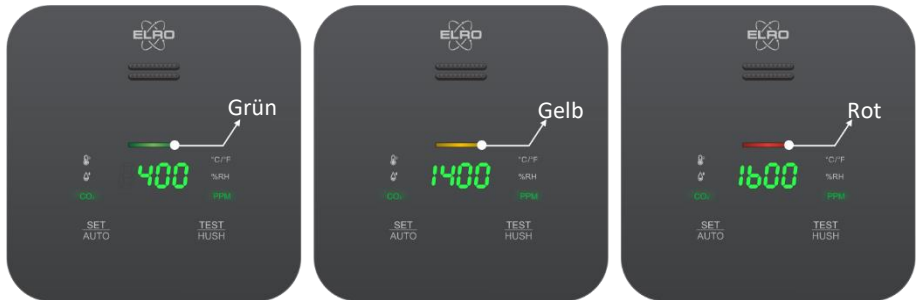 ELRO
Grün
°C/°F
400
%RH
CO₂
PPM
SET
AUTO
TEST
HUSH
ELRO
Gelb
°C/°F
1400
%RH
CO₂
PPM
SET
AUTO
TEST
HUSH
ELRO
Rot
°C/°F
1600
%RH
CO₂
PPM
SET
AUTO
TEST
HUSH